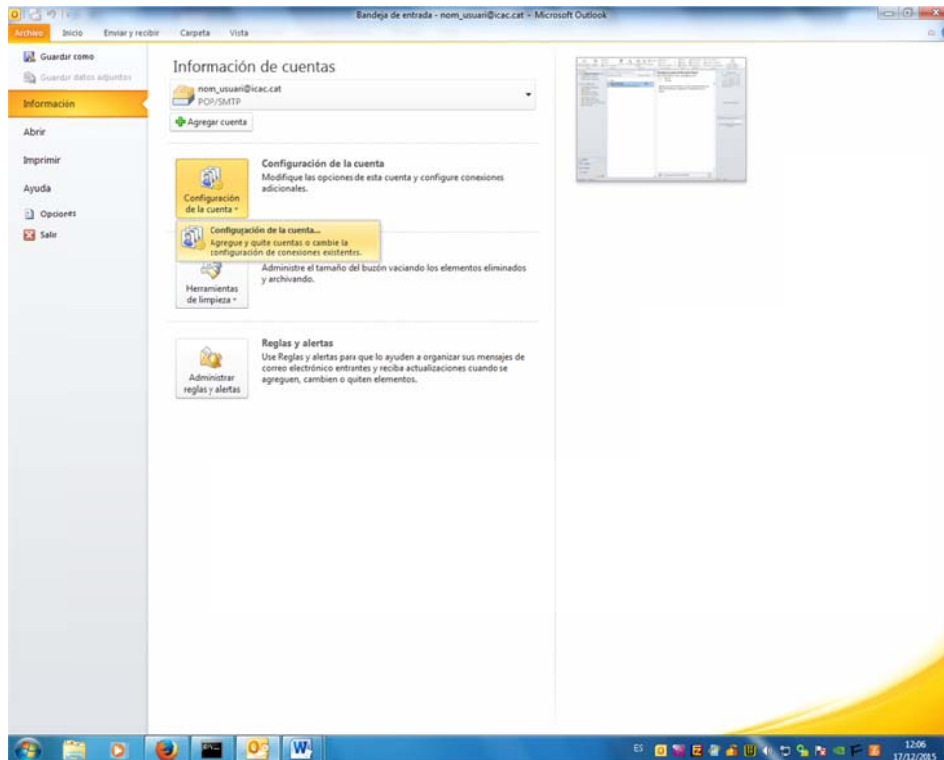 Bandeja de entrada - nom_usuari@icac.cat - Microsoft Outlook
Archivo Inicio Enviar y recibir Carpeta Vista
Guardar como
Guardar datos adjuntos
Información
Abrir
Imprimir
Ayuda
Opciones
Salir
Información de cuentas
nom_usuari@icac.cat
POP/SMTP
Agregar cuenta
Configuración
de la cuenta
Configuración de la cuenta
Modifique las opciones de esta cuenta y configure conexiones
adicionales.
Configuración de la cuenta...
Agregue y quite cuentas o cambie la
configuración de conexiones existentes.
Herramientas
de limpieza
Administre el tamaño del buzón vaciando los elementos eliminados
y archivando.
Administrar
reglas y alertas
Reglas y alertas
Use Reglas y alertas para que lo ayuden a organizar sus mensajes de
correo electrónico entrantes y reciba actualizaciones cuando se
agreguen, cambien o quiten elementos.
ES
12:06
17/12/2015